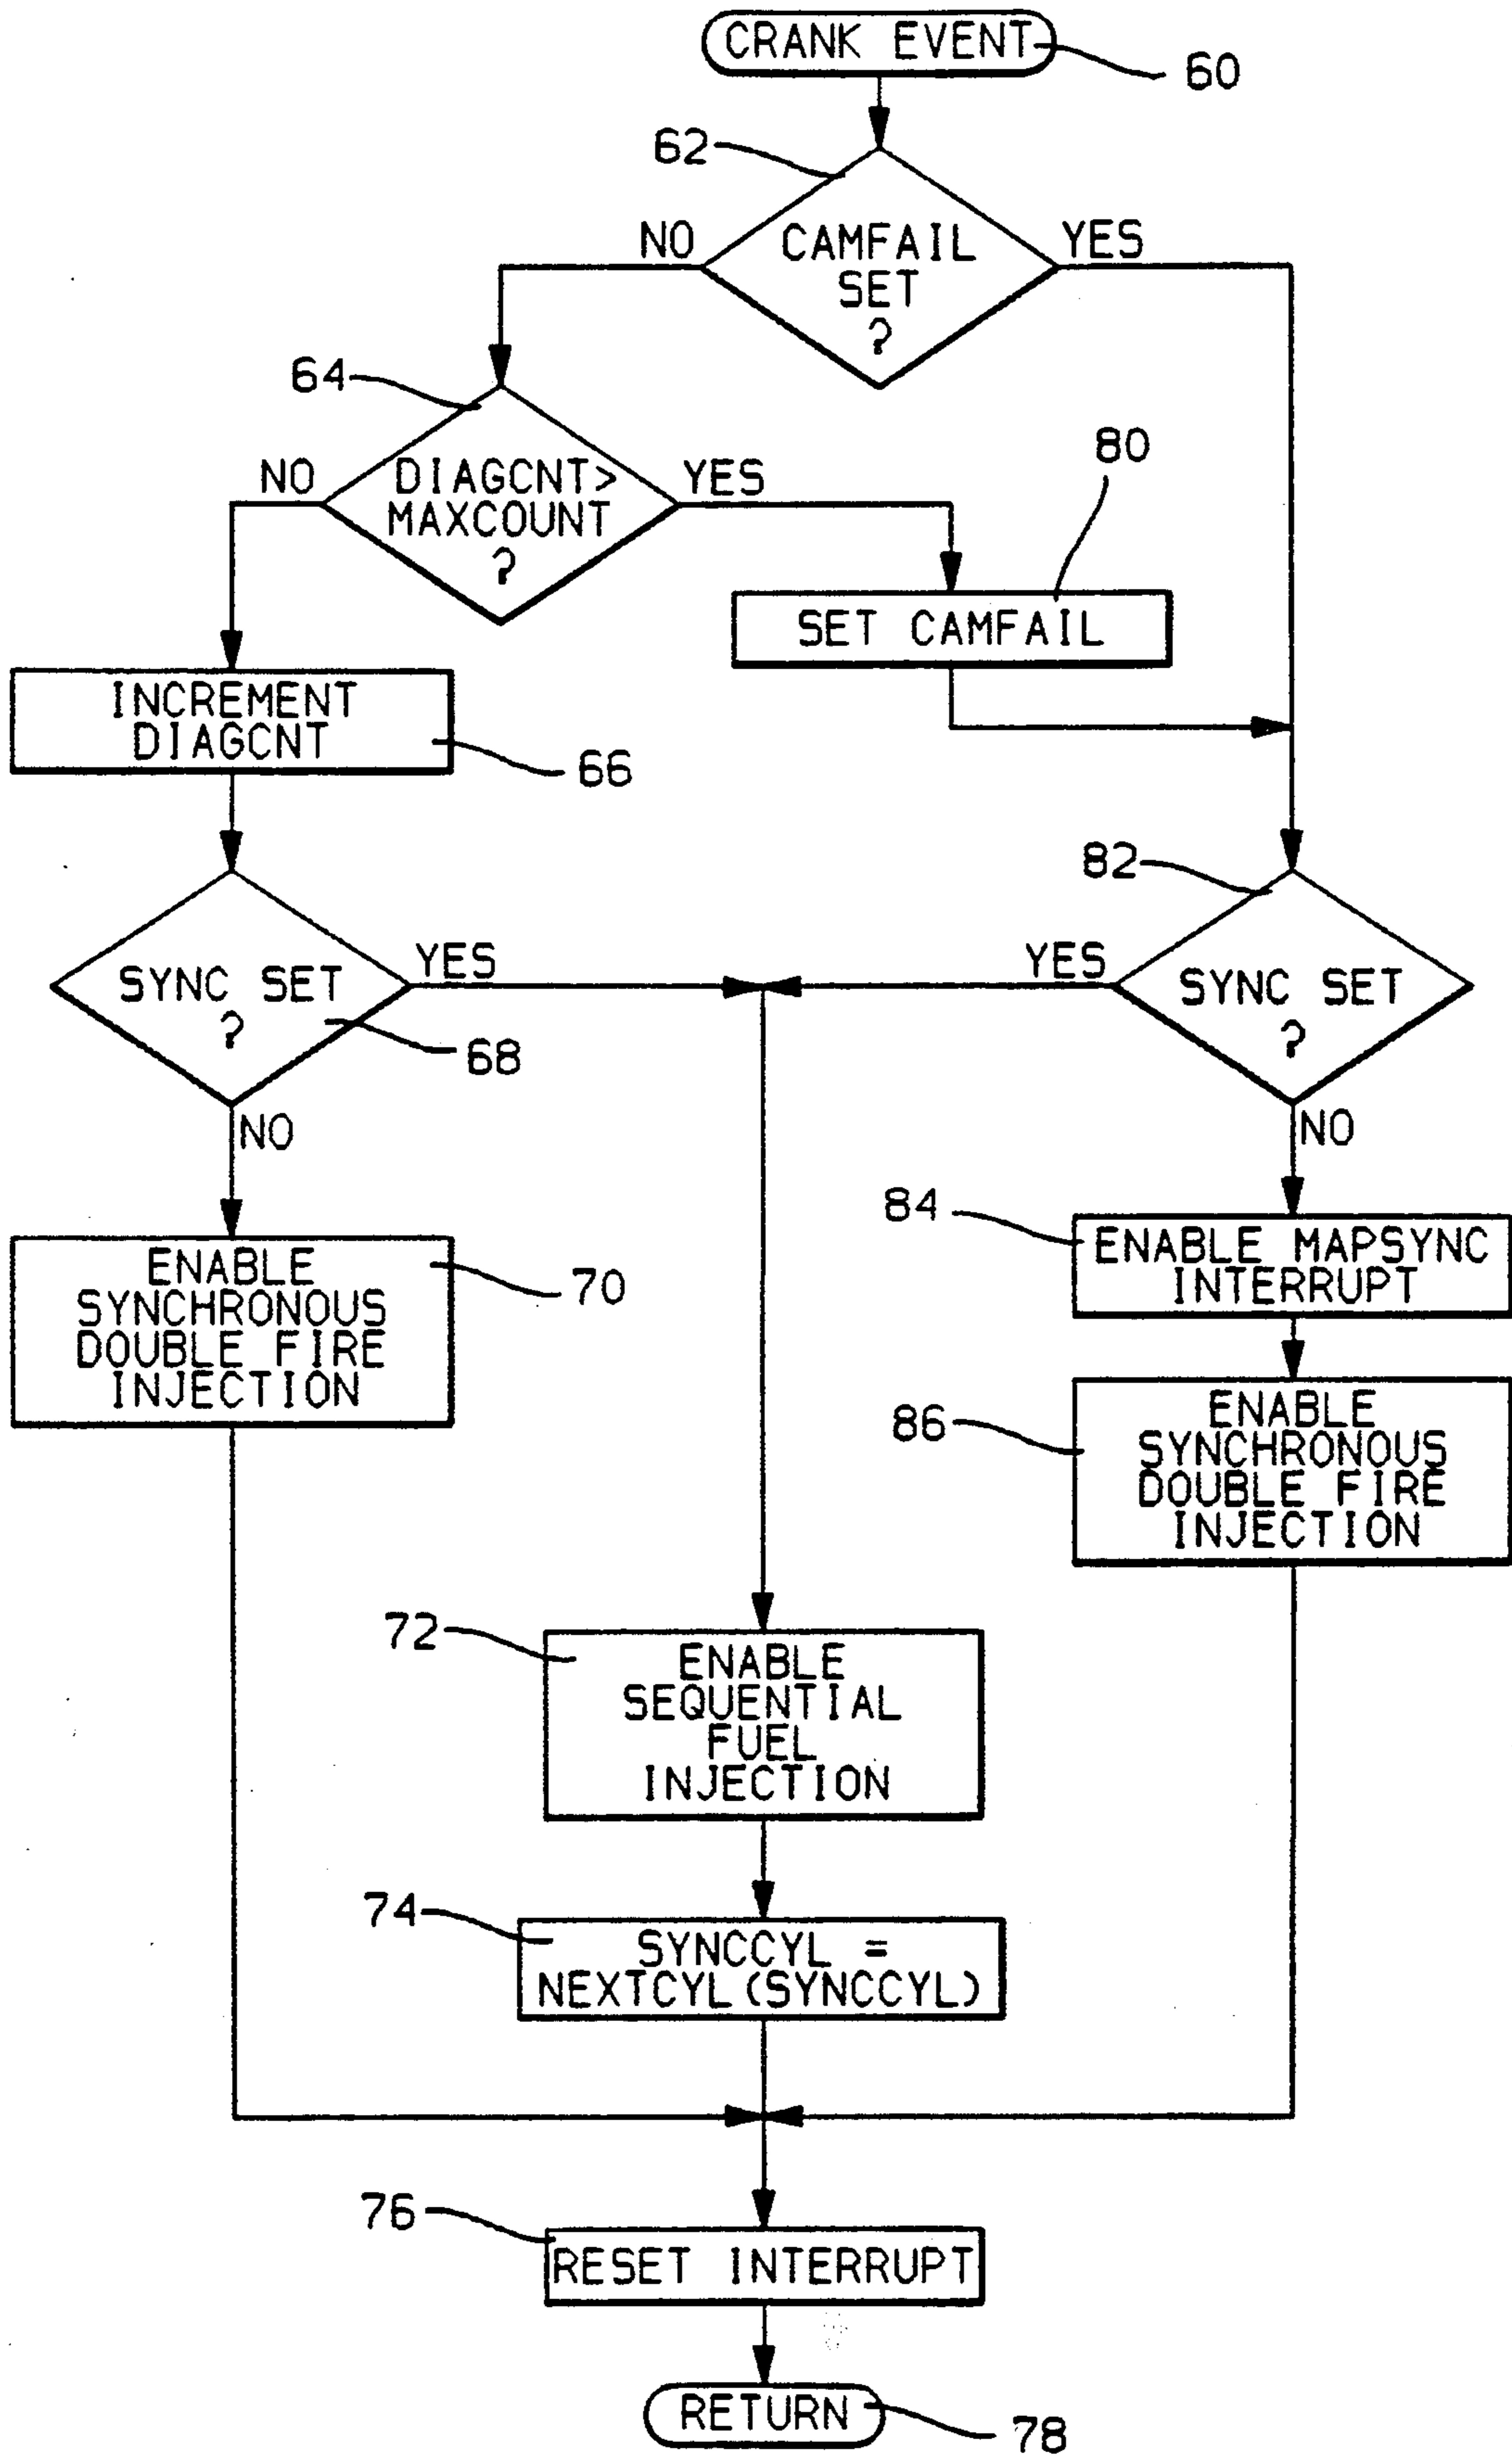 CRANK EVENT
60
62
NO
CAMFAIL
SET
?
YES
64
NO
DIAGCNT>
MAXCOUNT
?
YES
80
SET CAMFAIL
INCREMENT
DIAGCNT
66
82
SYNC SET
?
YES
68
YES
SYNC SET
?
NO
NO
84
ENABLE MAPSYNC
INTERRUPT
ENABLE
SYNCHRONOUS
DOUBLE FIRE
INJECTION
70
86
ENABLE
SYNCHRONOUS
DOUBLE FIRE
INJECTION
72
ENABLE
SEQUENTIAL
FUEL
INJECTION
74
SYNCCYL =
NEXTCYL(SYNCCYL)
76
RESET INTERRUPT
RETURN
78